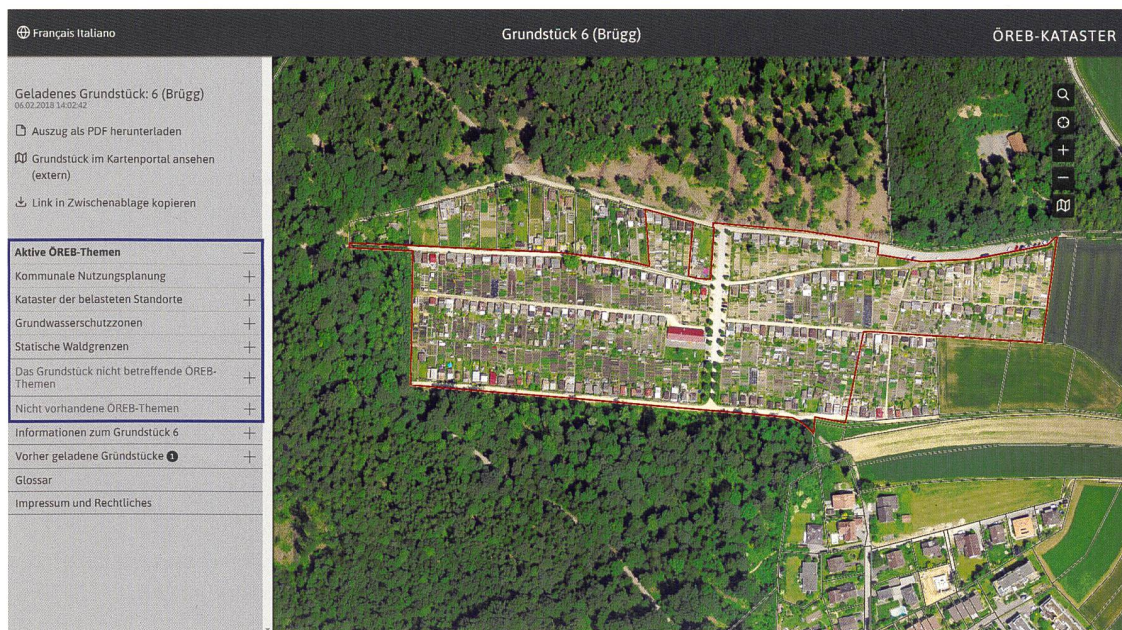 Français Italiano
Grundstück 6 (Brügg)
ÖREB-KATASTER
Geladenes Grundstück: 6 (Brügg)
06.02.2018 14:02:42
Auszug als PDF herunterladen
Grundstück im Kartenportal ansehen
(extern)
Link in Zwischenablage kopieren
Aktive ÖREB-Themen
Kommunale Nutzungsplanung
Kataster der belasteten Standorte
Grundwasserschutzzonen
Statische Waldgrenzen
Das Grundstück nicht betreffende ÖREB-
Themen
Nicht vorhandene ÖREB-Themen
Informationen zum Grundstück 6
Vorher geladene Grundstücke 1
Glossar
Impressum und Rechtliches